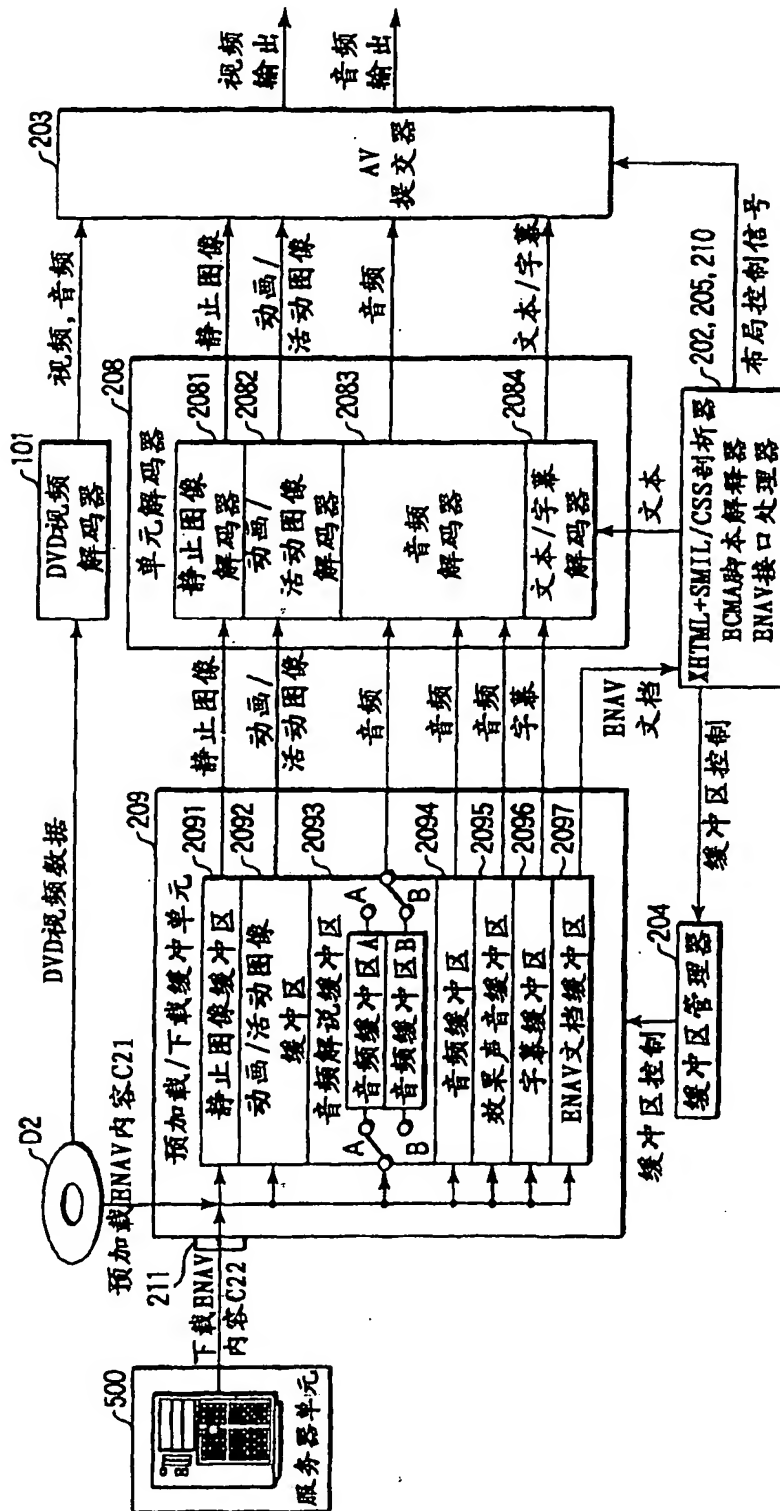 500
服务器单元
下载ENAV
内容C22
211
D2
预加载ENAV内容C21
DVD视频数据
209
预加载/下载缓冲单元
静止图像缓冲区
2091
动画/活动图像
缓冲区
2092
音频解说缓冲区
2093
A
B
音频缓冲区A
音频缓冲区B
A
B
音频缓冲区
2094
效果声音缓冲区
2095
字幕缓冲区
2096
ENAV文档缓冲区
2097
缓冲区控制
缓冲区管理器
204
缓冲区控制
静止图像
动画/
活动图像
音频
音频
音频
字幕
ENAV
文档
101
DVD视频
解码器
视频,音频
208
单元解码器
静止图像
解码器
2081
动画/
活动图像
解码器
2082
音频
解码器
2083
文本/字幕
解码器
2084
文本
XHTML+SMIL/CSS剖析器
ECMA脚本解释器
ENAV接口处理器
202,205,210
布局控制信号
静止图像
动画/
活动图像
音频
文本/字幕
203
AV
提交器
视频
输出
音频
输出